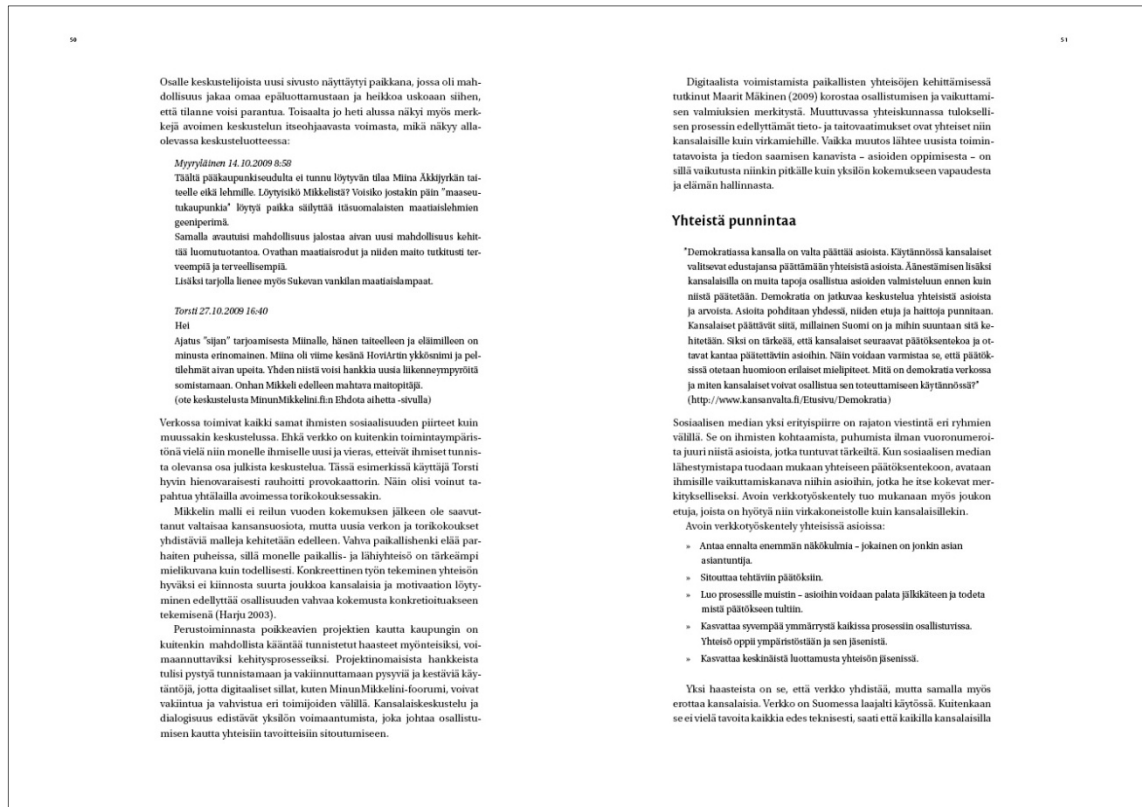 50
Osalle keskustelijoista uusi sivusto näyttäytyi paikkana, jossa oli mah-
dollisuus jakaa omaa epäluottamustaan ja heikkoa uskoaan siihen,
että tilanne voisi parantua. Toisaalta jo heti alussa näkyi myös merk-
kejä avoimen keskustelun itseohjaavasta voimasta, mikä näkyy alla-
olevassa keskusteluotteessa:
Myyryläinen 14.10.2009 8:58
Täältä pääkaupunkiseudulta ei tunnu löytyvän tilaa Miina Äkkijyrkän tai-
teelle eikä lehmille. Löytyisikö Mikkelistä? Voisiko jostakin päin "maaseu-
tukaupunkia" löytyä paikka säilyttää itäsuomalaisten maatiaislehmien
geeniperimä.
Samalla avautuisi mahdollisuus jalostaa aivan uusi mahdollisuus kehit-
tää luomutuotantoa. Ovathan maatiaisrodut ja niiden maito tutkitusti ter-
veempiä ja terveellisempiä.
Lisäksi tarjolla lienee myös Sukevan vankilan maatiaislampaat.
Torsti 27.10.2009 16:40
Hei
Ajatus "sijan" tarjoamisesta Miinalle, hänen taiteelleen ja eläimilleen on
minusta erinomainen. Miina oli viime kesänä HoviArtin ykkösnimi ja pel-
tilehmät aivan upeita. Yhden niistä voisi hankkia uusia liikenneympyröitä
somistamaan. Onhan Mikkeli edelleen mahtava maitopitäjä.
(ote keskustelusta MinunMikkelini.fi:n Ehdota aihetta -sivulla)
Verkossa toimivat kaikki samat ihmisten sosiaalisuuden piirteet kuin
muussakin keskustelussa. Ehkä verkko on kuitenkin toimintaympäris-
tönä vielä niin monelle ihmiselle uusi ja vieras, etteivät ihmiset tunnis-
ta olevansa osa julkista keskustelua. Tässä esimerkissä käyttäjä Torsti
hyvin hienovaraisesti rauhoitti provokaattorin. Näin olisi voinut ta-
pahtua yhtälailla avoimessa torikokouksessakin.
Mikkelin malli ei reilun vuoden kokemuksen jälkeen ole saavut-
tanut valtaisaa kansansuosiota, mutta uusia verkon ja torikokoukset
yhdistäviä malleja kehitetään edelleen. Vahva paikallishenki elää par-
haiten puheissa, sillä monelle paikallis- ja lähiyhteisö on tärkeämpi
mielikuvana kuin todellisesti. Konkreettinen työn tekeminen yhteisön
hyväksi ei kiinnosta suurta joukkoa kansalaisia ja motivaation löyty-
minen edellyttää osallisuuden vahvaa kokemusta konkretioituakseen
tekemisenä (Harju 2003).
Perustoiminnasta poikkeavien projektien kautta kaupungin on
kuitenkin mahdollista kääntää tunnistetut haasteet myönteisiksi, voi-
maannuttaviksi kehitysprosesseiksi. Projektinomaisista hankkeista
tulisi pystyä tunnistamaan ja vakiinnuttamaan pysyviä ja kestäviä käy-
täntöjä, jotta digitaaliset sillat, kuten MinunMikkelini-foorumi, voivat
vakiintua ja vahvistua eri toimijoiden välillä. Kansalaiskeskustelu ja
dialogisuus edistävät yksilön voimaantumista, joka johtaa osallistu-
misen kautta yhteisiin tavoitteisiin sitoutumiseen.
51
Digitaalista voimistamista paikallisten yhteisöjen kehittämisessä
tutkinut Maarit Mäkinen (2009) korostaa osallistumisen ja vaikuttami-
sen valmiuksien merkitystä. Muuttuvassa yhteiskunnassa tulokselli-
sen prosessin edellyttämät tieto- ja taitovaatimukset ovat yhteiset niin
kansalaisille kuin virkamiehille. Vaikka muutos lähtee uusista toimin-
tatavoista ja tiedon saamisen kanavista – asioiden oppimisesta – on
sillä vaikutusta niinkin pitkälle kuin yksilön kokemukseen vapaudesta
ja elämän hallinnasta.
Yhteistä punnintaa
"Demokratiassa kansalla on valta päättää asioista. Käytännössä kansalaiset
valitsevat edustajansa päättämään yhteisistä asioista. Äänestämisen lisäksi
kansalaisilla on muita tapoja osallistua asioiden valmisteluun ennen kuin
niistä päätetään. Demokratia on jatkuvaa keskustelua yhteisistä asioista
ja arvoista. Asioita pohditaan yhdessä, niiden etuja ja haittoja punnitaan.
Kansalaiset päättävät siitä, millainen Suomi on ja mihin suuntaan sitä ke-
hitetään. Siksi on tärkeää, että kansalaiset seuraavat päätöksentekoa ja ot-
tavat kantaa päätettäviin asioihin. Näin voidaan varmistaa se, että päätök-
sissä otetaan huomioon erilaiset mielipiteet. Mitä on demokratia verkossa
ja miten kansalaiset voivat osallistua sen toteuttamiseen käytännössä?"
(http://www.kansanvalta.fi/Etusivu/Demokratia)
Sosiaalisen median yksi erityispiirre on rajaton viestintä eri ryhmien
välillä. Se on ihmisten kohtaamista, puhumista ilman vuoronumeroi-
ta juuri niistä asioista, jotka tuntuvat tärkeiltä. Kun sosiaalisen median
lähestymistapa tuodaan mukaan yhteiseen päätöksentekoon, avataan
ihmisille vaikuttamiskanava niihin asioihin, jotka he itse kokevat mer-
kitykselliseksi. Avoin verkkotyöskentely tuo mukanaan myös joukon
etuja, joista on hyötyä niin virkakoneistolle kuin kansalaisillekin.
Avoin verkkotyöskentely yhteisissä asioissa:
» Antaa ennalta enemmän näkökulmia – jokainen on jonkin asian
asiantuntija.
» Sitouttaa tehtäviin päätöksiin.
» Luo prosessille muistin – asioihin voidaan palata jälkikäteen ja todeta
mistä päätökseen tultiin.
» Kasvattaa syvempää ymmärrystä kaikissa prosessiin osallistuvissa.
Yhteisö oppii ympäristöstään ja sen jäsenistä.
» Kasvattaa keskinäistä luottamusta yhteisön jäsenissä.
Yksi haasteista on se, että verkko yhdistää, mutta samalla myös
erottaa kansalaisia. Verkko on Suomessa laajalti käytössä. Kuitenkaan
se ei vielä tavoita kaikkia edes teknisesti, saati että kaikilla kansalaisilla